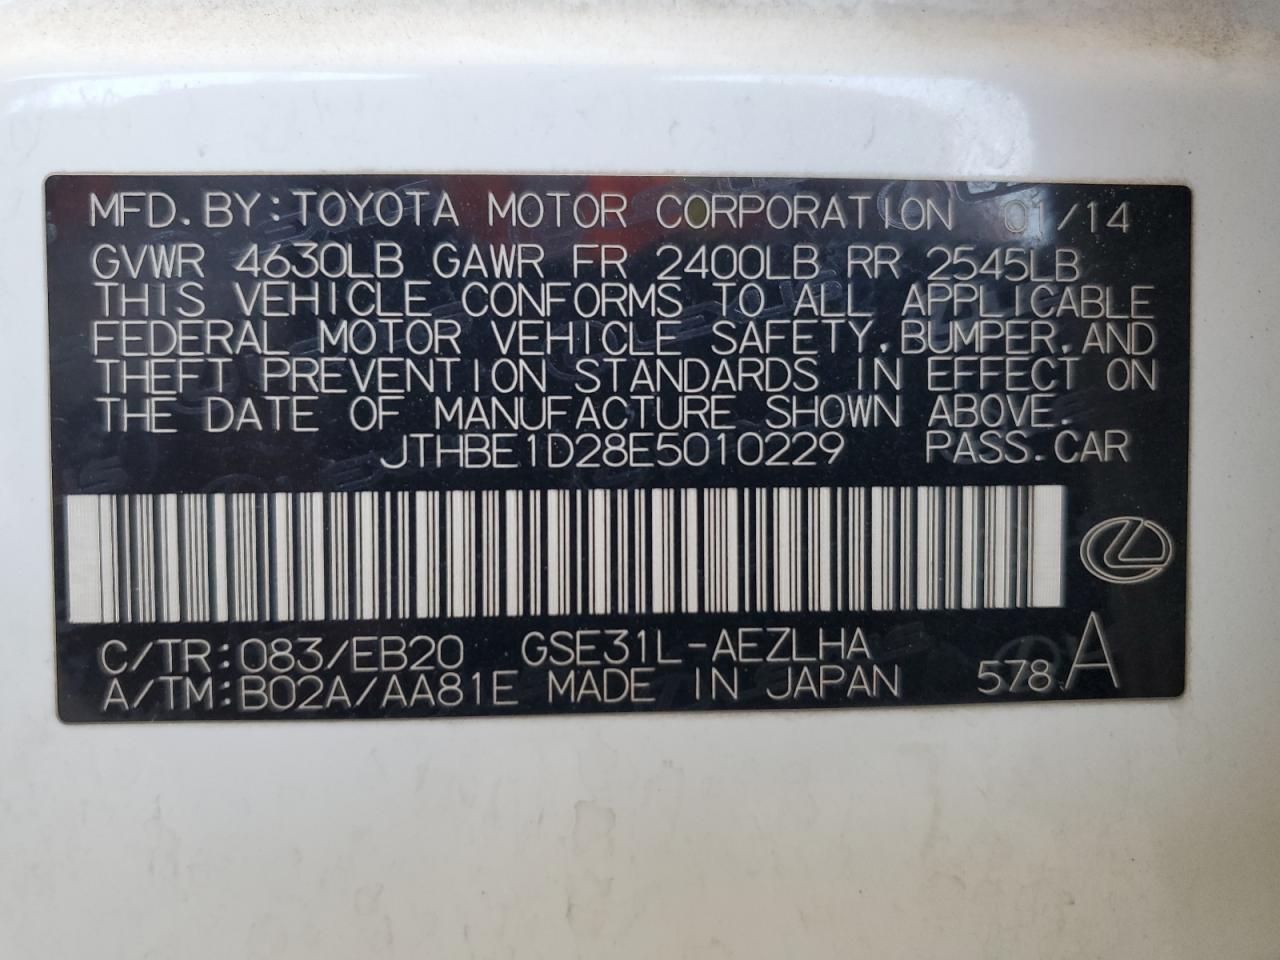 MFD. BY: TOYOTA MOTOR CORPORATION 01/14
GVWR 4630LB GAWR FR 2400LB RR 2545LB
THIS VEHICLE CONFORMS TO ALL APPLICABLE
FEDERAL MOTOR VEHICLE SAFETY, BUMPER, AND
THEFT PREVENTION STANDARDS IN EFFECT ON
THE DATE OF MANUFACTURE SHOWN ABOVE.
JTHBE1D28E5010229 PASS. CAR
C/TR: 083/EB20 GSE31L-AEZLHA
A/TM: B02A/AA81E MADE IN JAPAN 578 A